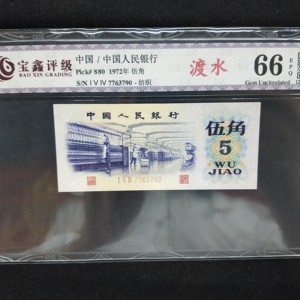 宝鑫评级
BAO XIN GRADING
中国 / 中国人民银行
Pick# 880 1972年 伍角
S/N I V IV 7763790 - 纺织
渡水
66 EPQ
Gem Uncirculated
中国人民银行
伍角
5
WU
JIAO
I V IV 7763790